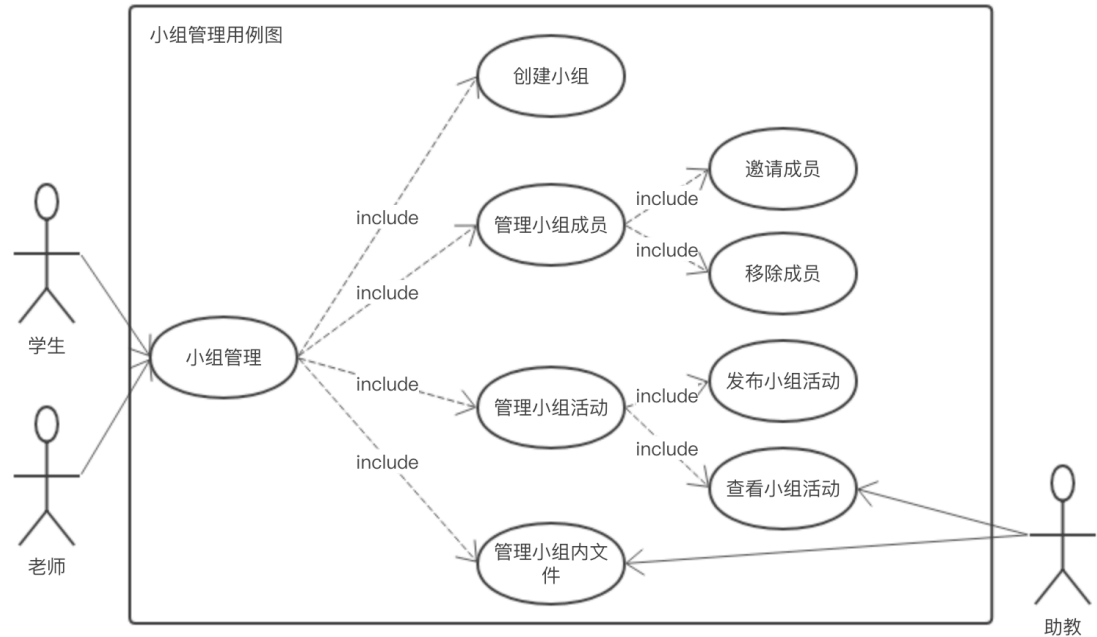 小组管理用例图
创建小组
邀请成员
include
include
管理小组成员
include
移除成员
include
学生
小组管理
include
发布小组活动
include
管理小组活动
include
include
查看小组活动
管理小组内文
件
老师
助教